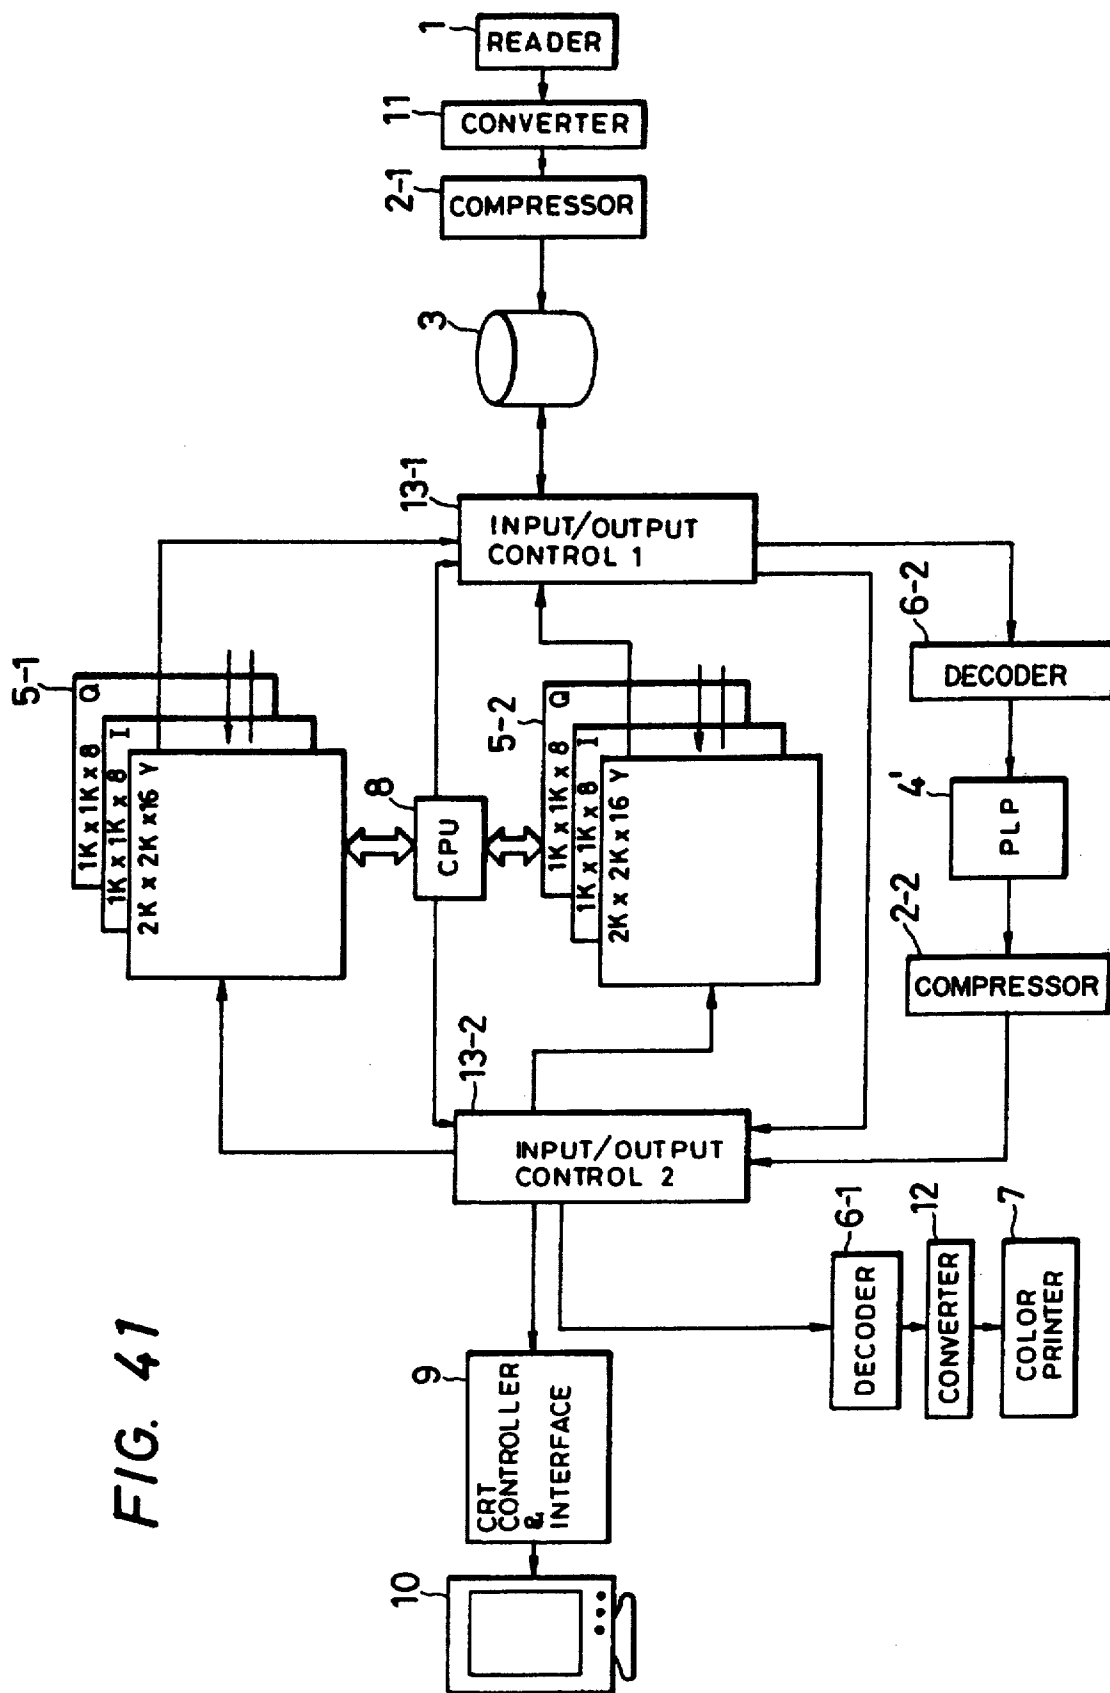 FIG. 41
1
READER
11
CONVERTER
2-1
COMPRESSOR
3
13-1
INPUT/OUTPUT
CONTROL 1
5-1
1K x 1K x 8 Q
1K x 1K x 8 I
2K x 2K x 16 Y
8
CPU
5-2
1K x 1K x 8 Q
1K x 1K x 8 I
2K x 2K x 16 Y
6-2
DECODER
4'
PLP
2-2
COMPRESSOR
13-2
INPUT/OUTPUT
CONTROL 2
9
CRT
CONTROLLER
&
INTERFACE
10
6-1
DECODER
12
CONVERTER
7
COLOR
PRINTER